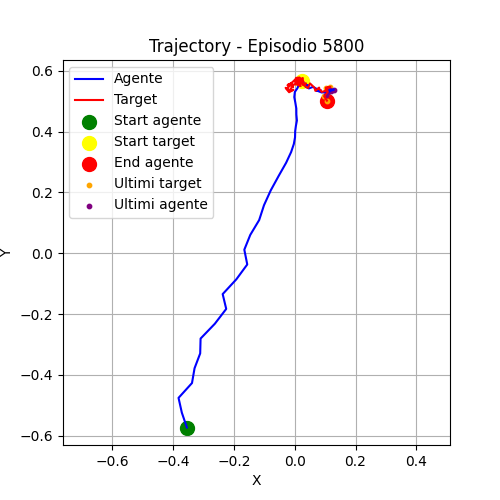 Trajectory - Episodio 5800
Agente
Target
Start agente
Start target
End agente
Ultimi target
Ultimi agente
0.6
0.4
0.2
0.0
−0.2
−0.4
−0.6
Y
−0.6
−0.4
−0.2
0.0
0.2
0.4
X